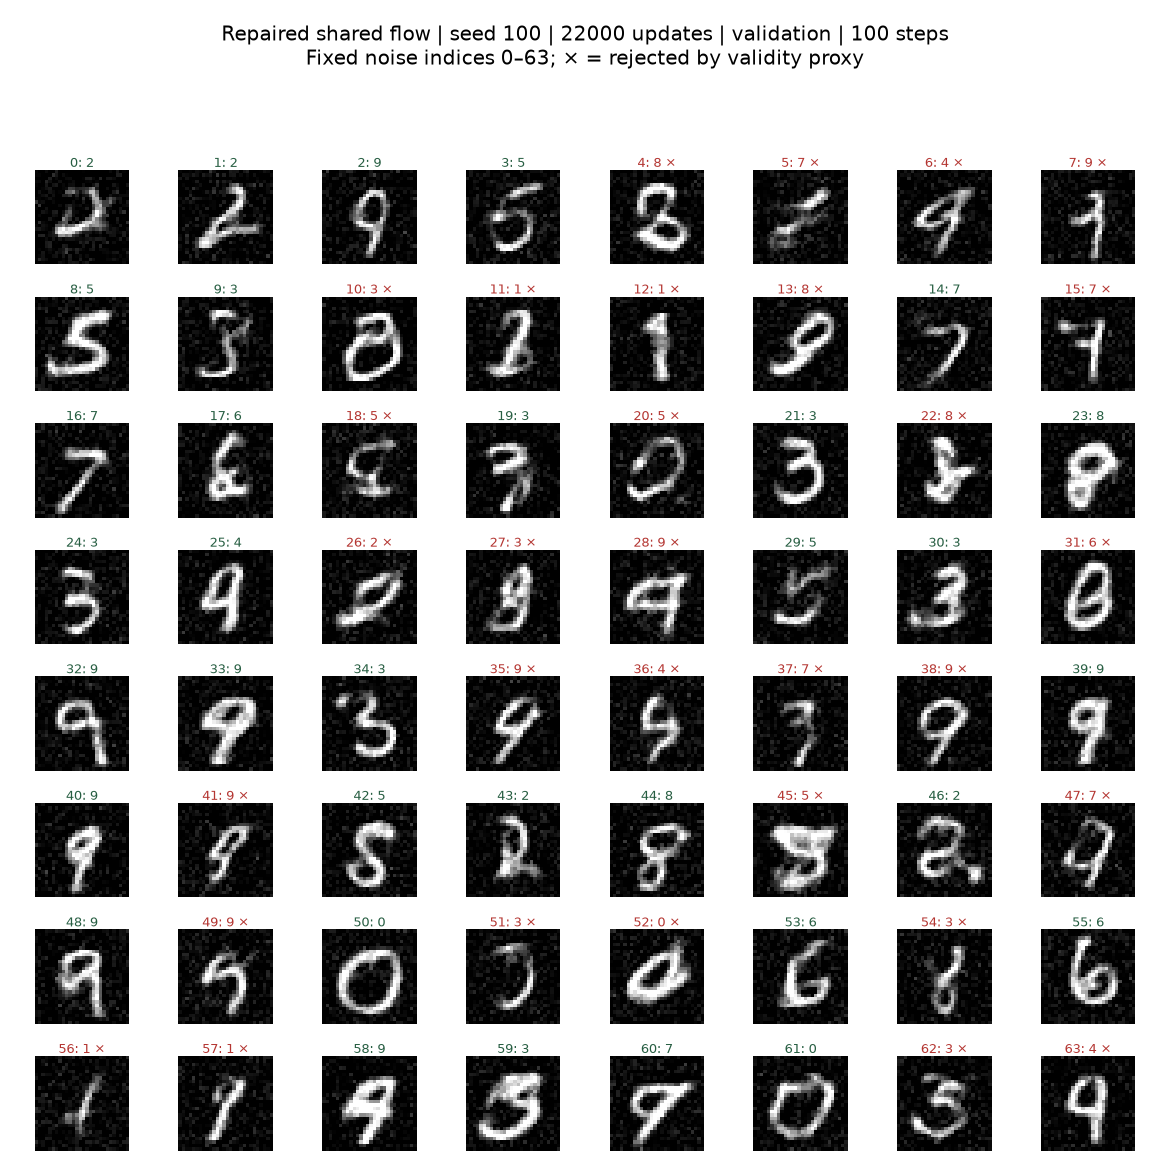 Repaired shared flow | seed 100 | 22000 updates | validation | 100 steps
Fixed noise indices 0–63; × = rejected by validity proxy
0: 2 1: 2 2: 9 3: 5 4: 8 × 5: 7 × 6: 4 × 7: 9 ×
8: 5 9: 3 10: 3 × 11: 1 × 12: 1 × 13: 8 × 14: 7 15: 7 ×
16: 7 17: 6 18: 5 × 19: 3 20: 5 × 21: 3 22: 8 × 23: 8
24: 3 25: 4 26: 2 × 27: 3 × 28: 9 × 29: 5 30: 3 31: 6 ×
32: 9 33: 9 34: 3 35: 9 × 36: 4 × 37: 7 × 38: 9 × 39: 9
40: 9 41: 9 × 42: 5 43: 2 44: 8 45: 5 × 46: 2 47: 7 ×
48: 9 49: 9 × 50: 0 51: 3 × 52: 0 × 53: 6 54: 3 × 55: 6
56: 1 × 57: 1 × 58: 9 59: 3 60: 7 61: 0 62: 3 × 63: 4 ×